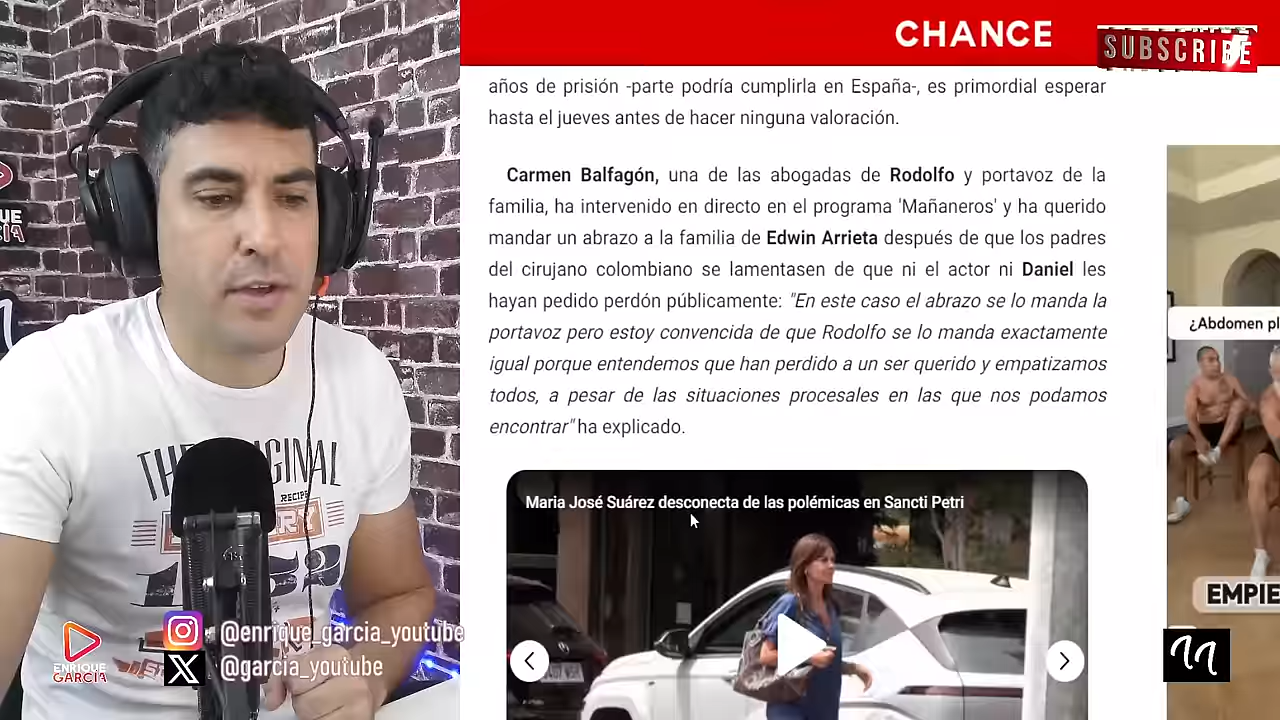 CHANCE
SUBSCRIBE
años de prisión -parte podría cumplirla en España-, es primordial esperar
hasta el jueves antes de hacer ninguna valoración.
Carmen Balfagón, una de las abogadas de Rodolfo y portavoz de la
familia, ha intervenido en directo en el programa 'Mañaneros' y ha querido
mandar un abrazo a la familia de Edwin Arrieta después de que los padres
del cirujano colombiano se lamentasen de que ni el actor ni Daniel les
hayan pedido perdón públicamente: "En este caso el abrazo se lo manda la
portavoz pero estoy convencida de que Rodolfo se lo manda exactamente
igual porque entendemos que han perdido a un ser querido y empatizamos
todos, a pesar de las situaciones procesales en las que nos podamos
encontrar" ha explicado.
Maria José Suárez desconecta de las polémicas en Sancti Petri
¿Abdomen pl
EMPIE
THE ORIGINAL
RECIPE
@enrique_garcia_youtube
@garcia_youtube
ENRIQUE
GARCIA